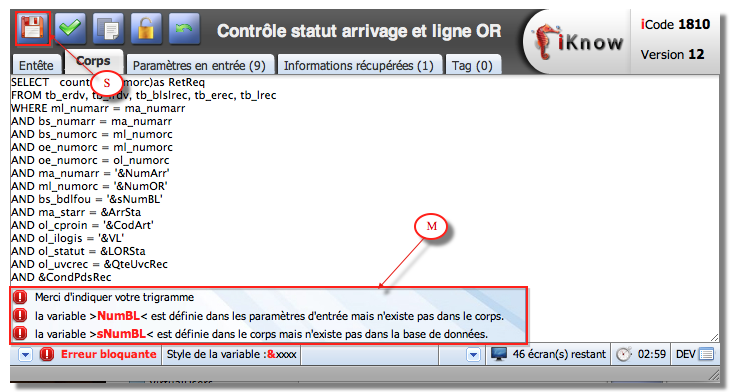 Contrôle statut arrivage et ligne OR
iKnow
iCode 1810
Version 12
Entête
Corps
Paramètres en entrée (9)
Informations récupérées (1)
Tag (0)
S
SELECT count morc)as RetReq
FROM tb_erdv, tb_lrdv, tb_blslrec, tb_erec, tb_lrec
WHERE ml_numarr = ma_numarr
AND bs_numarr = ma_numarr
AND bs_numorc = ml_numorc
AND oe_numorc = ml_numorc
AND oe_numorc = ol_numorc
AND ma_numarr = '&NumArr'
AND ml_numorc = '&NumOR'
AND bs_bdlfou = '&sNumBL'
AND ma_starr = &ArrSta
AND ol_cproin = '&CodArt'
AND ol_ilogis = '&VL'
AND ol_statut = &LORSta
AND ol_uvcrec = &QteUvcRec
AND &CondPdsRec
M
Merci d'indiquer votre trigramme
la variable >NumBL< est définie dans les paramètres d'entrée mais n'existe pas dans le corps.
la variable >sNumBL< est définie dans le corps mais n'existe pas dans la base de données.
Erreur bloquante
Style de la variable :&xxxx
46 écran(s) restant
02:59
DEV